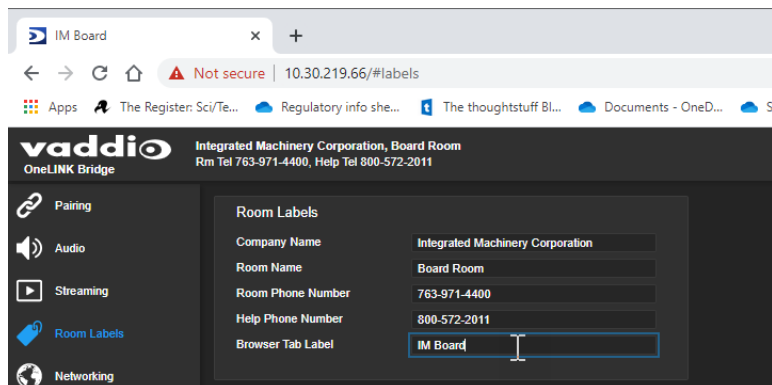 IM Board
Not secure | 10.30.219.66/#labels
Apps The Register: Sci/Te... Regulatory info she... The thoughtstuff Bl... Documents - OneD... S
vaddio
OneLINK Bridge
Integrated Machinery Corporation, Board Room
Rm Tel 763-971-4400, Help Tel 800-572-2011
Pairing
Audio
Streaming
Room Labels
Networking
Room Labels
Company Name Integrated Machinery Corporation
Room Name Board Room
Room Phone Number 763-971-4400
Help Phone Number 800-572-2011
Browser Tab Label IM Board